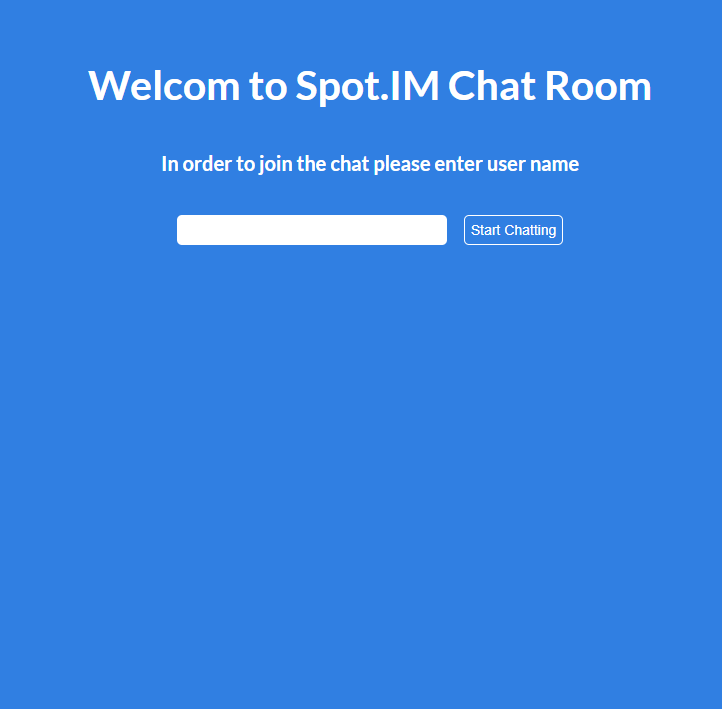 Welcom to Spot.IM Chat Room
In order to join the chat please enter user name
Start Chatting